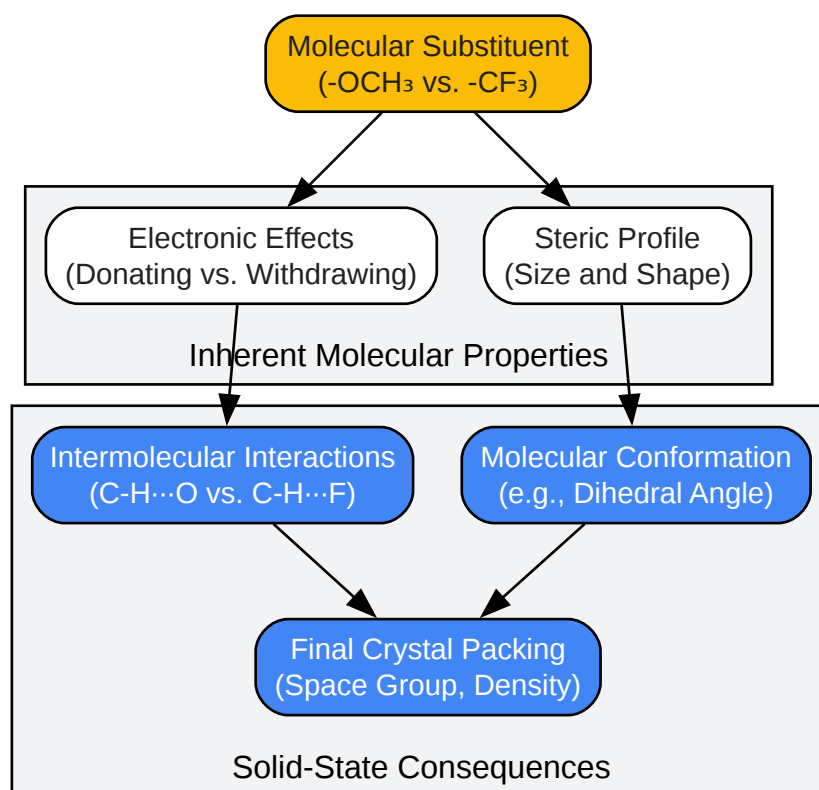 Molecular Substituent
(-OCH₃ vs. -CF₃)
Electronic Effects
(Donating vs. Withdrawing)
Steric Profile
(Size and Shape)
Inherent Molecular Properties
Intermolecular Interactions
(C-H···O vs. C-H···F)
Molecular Conformation
(e.g., Dihedral Angle)
Final Crystal Packing
(Space Group, Density)
Solid-State Consequences